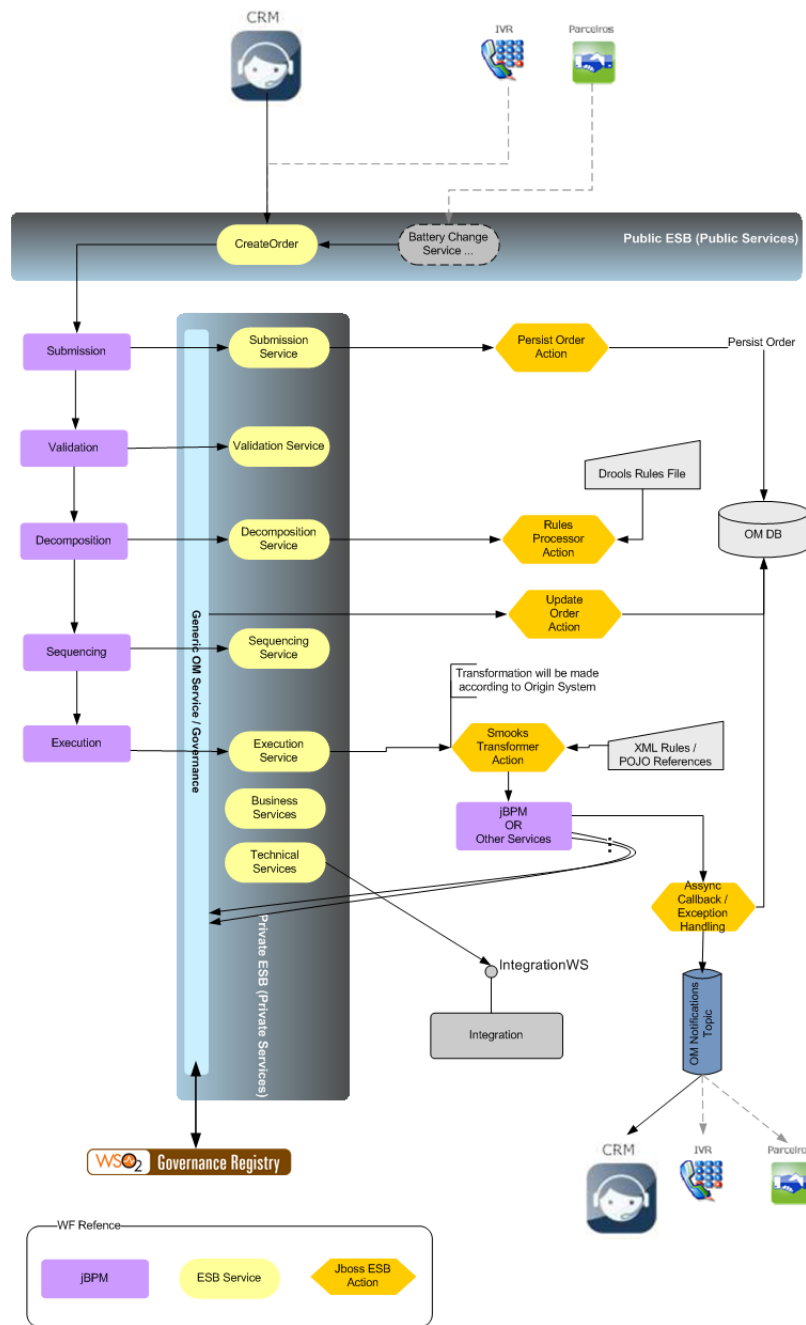 CRM
IVR
Parceiros
CreateOrder
Battery Change
Service ...
Public ESB (Public Services)
Submission
Submission
Service
Persist Order
Action
Persist Order
Validation
Validation Service
Drools Rules File
Decomposition
Decomposition
Service
Rules
Processor
Action
OM DB
Generic OM Service / Governance
Update
Order
Action
Sequencing
Sequencing
Service
Transformation will be made
according to Origin System
Execution
Execution
Service
Smooks
Transformer
Action
XML Rules /
POJO References
Business
Services
jBPM
OR
Other Services
Technical
Services
Assync
Callback /
Exception
Handling
Private ESB (Private Services)
IntegrationWS
Integration
OM Notifications
Topic
WSO2 Governance Registry
CRM
IVR
Parceiros
WF Refence
jBPM
ESB Service
Jboss ESB
Action